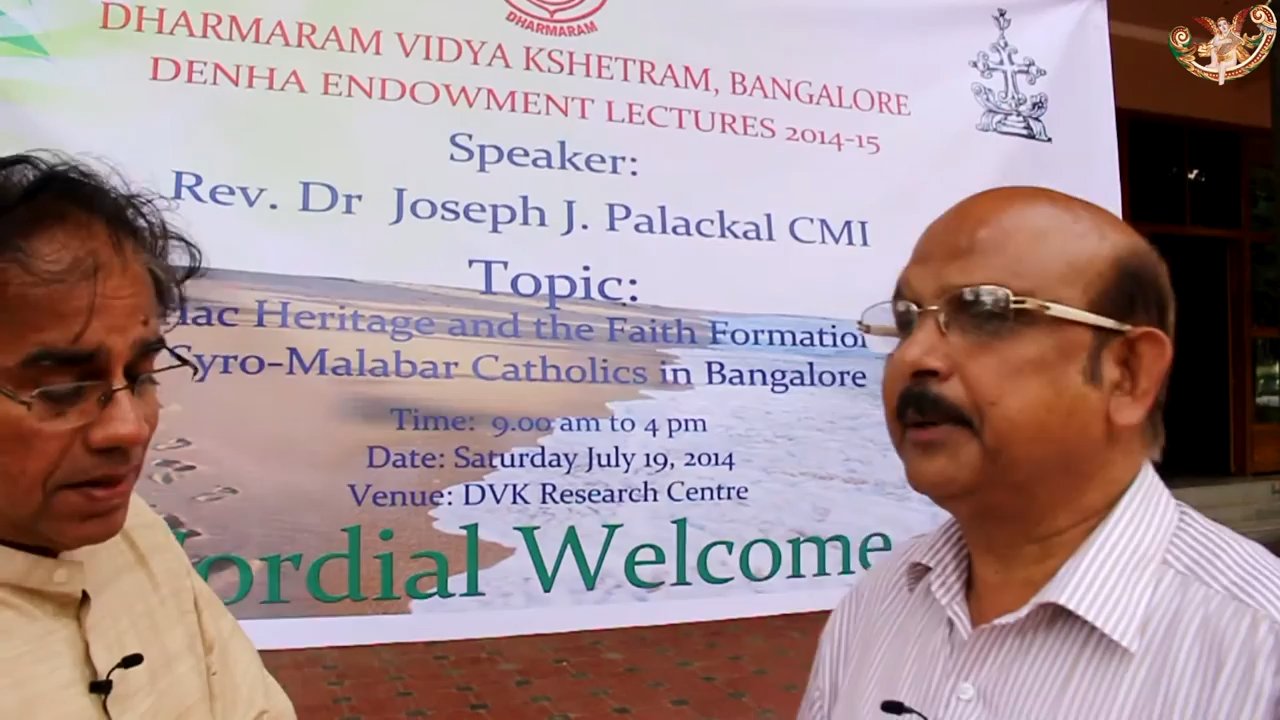 DHARMARAM
DHARMARAM VIDYA KSHETRAM, BANGALORE
DENHA ENDOWMENT LECTURES 2014-15
Speaker:
Rev. Dr Joseph J. Palackal CMI
Topic:
Heritage and the Faith
Syro-Malabar Catholics in Bangalore
Time: 9.00 am to 4 pm
Date: Saturday July 19, 2014
Venue: DVK Research Centre
Welcome